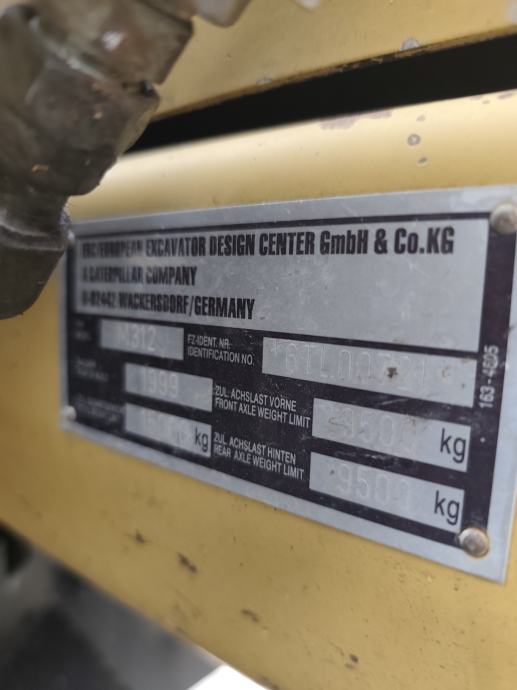 EDC/EUROPEAN EXCAVATOR DESIGN CENTER GmbH & Co.KG
A CATERPILLAR COMPANY
D-92442 WACKERSDORF/GERMANY
M312
FZ-IDENT. NR.
IDENTIFICATION NO.
1999
ZUL. ACHSLAST VORNE
FRONT AXLE WEIGHT LIMIT
9500 kg
kg
ZUL. ACHSLAST HINTEN
REAR AXLE WEIGHT LIMIT
9500 kg
163-4605